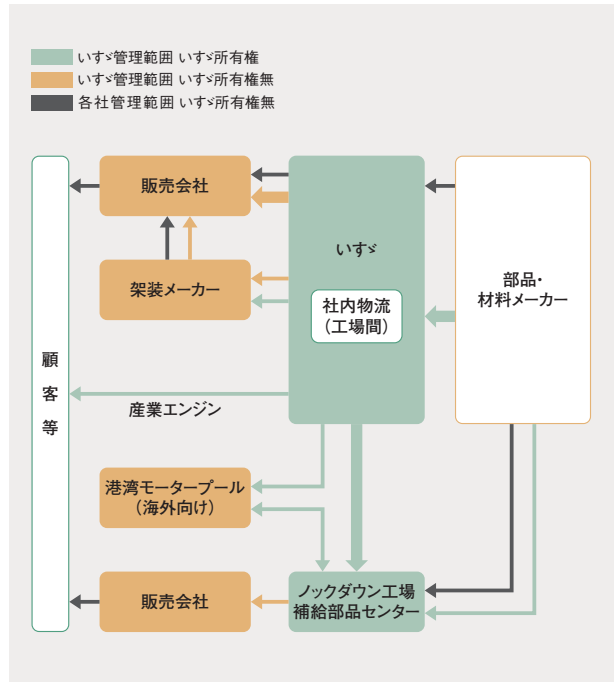 いすゞ管理範囲 いすゞ所有権
いすゞ管理範囲 いすゞ所有権無
各社管理範囲 いすゞ所有権無
販売会社
いすゞ
架装メーカー
社内物流
（工場間）
部品・
材料メーカー
顧客等
産業エンジン
港湾モータープール
（海外向け）
販売会社
ノックダウン工場
補給部品センター